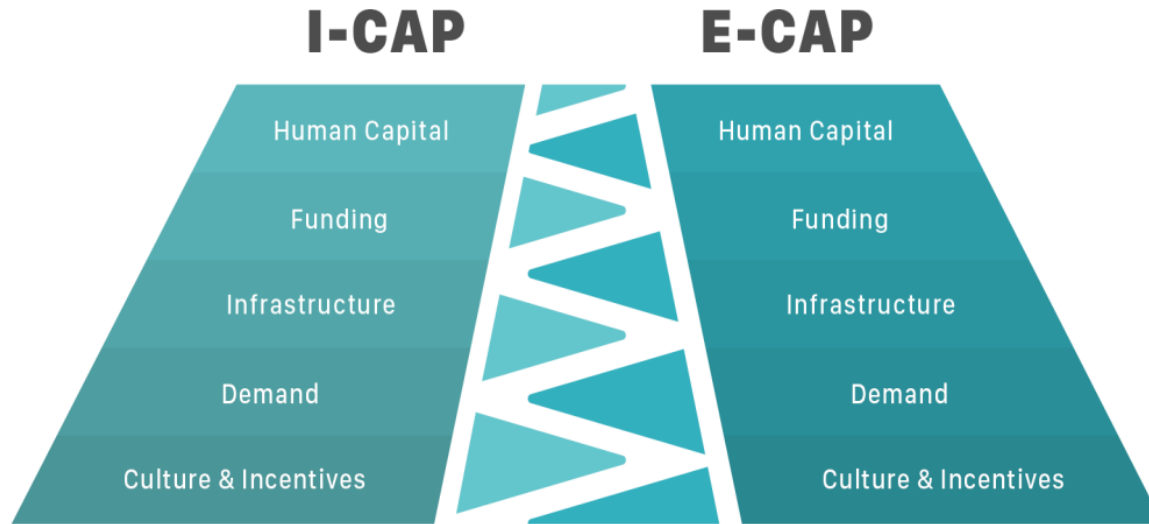 I-CAP
E-CAP
Human Capital
Human Capital
Funding
Funding
Infrastructure
Infrastructure
Demand
Demand
Culture & Incentives
Culture & Incentives